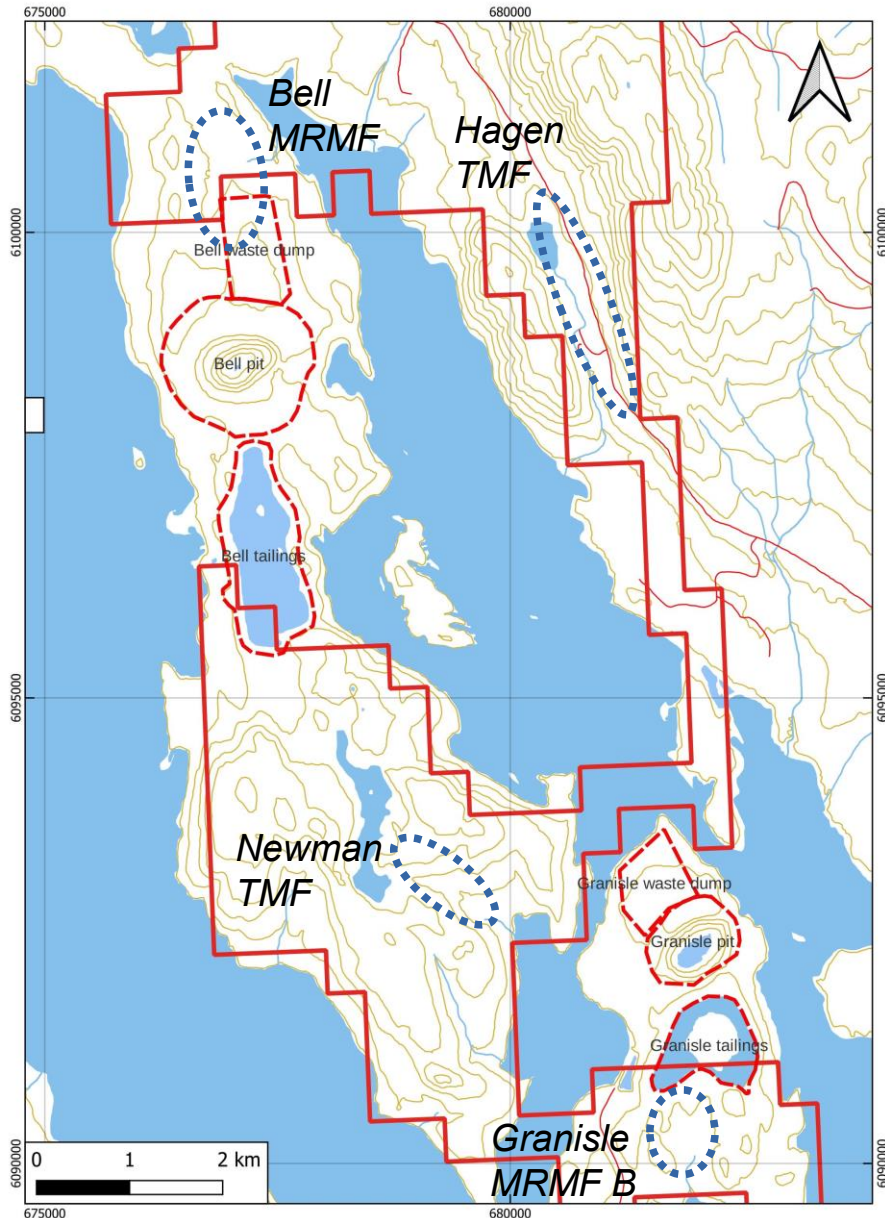 675000
680000
Bell
MRMF
Hagen
TMF
6100000
6100000
Bell waste dump
Bell pit
Bell tailings
6095000
6095000
Newman
TMF
Granisle waste dump
Granisle pit
Granisle tailings
Granisle
MRMF B
0 1 2 km
6090000
6090000
675000
680000